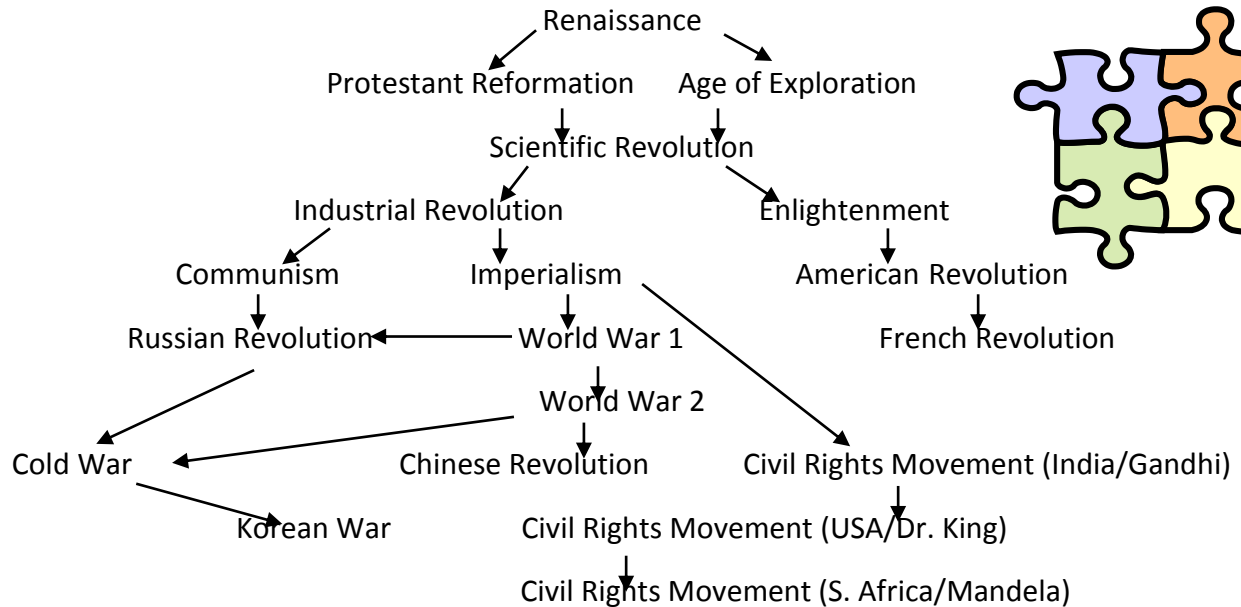 Renaissance
Protestant Reformation Age of Exploration
Scientific Revolution
Industrial Revolution Enlightenment
Communism Imperialism American Revolution
Russian Revolution World War 1 French Revolution
World War 2
Cold War Chinese Revolution Civil Rights Movement (India/Gandhi)
Korean War Civil Rights Movement (USA/Dr. King)
Civil Rights Movement (S. Africa/Mandela)